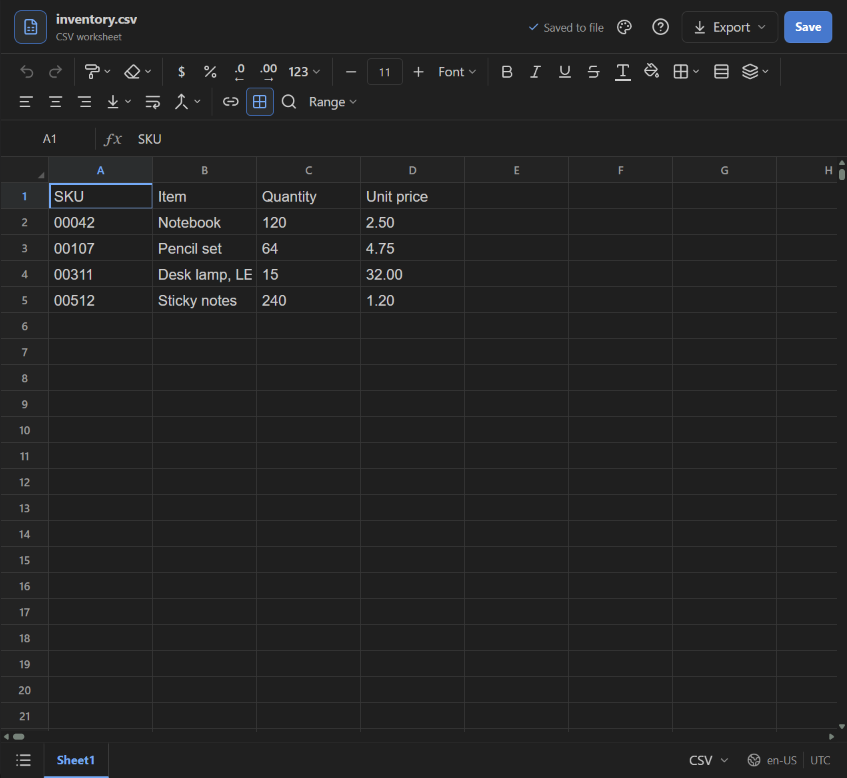 inventory.csv
CSV worksheet
Saved to file
Export
Save
$ % .0 .00 123 11 Font B I U S T
Range
A1 fx SKU
A B C D E F G H
1 SKU Item Quantity Unit price
2 00042 Notebook 120 2.50
3 00107 Pencil set 64 4.75
4 00311 Desk lamp, LE 15 32.00
5 00512 Sticky notes 240 1.20
6
7
8
9
10
11
12
13
14
15
16
17
18
19
20
21
Sheet1 CSV en-US UTC